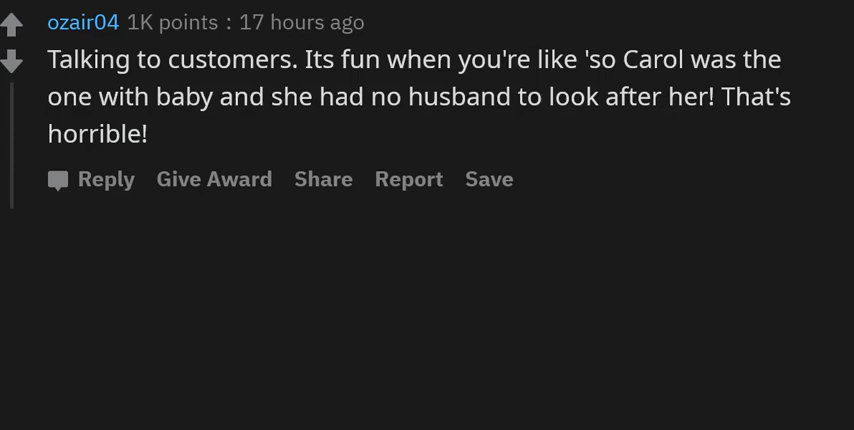 ozair04 1K points : 17 hours ago
Talking to customers. Its fun when you're like 'so Carol was the
one with baby and she had no husband to look after her! That's
horrible!
Reply Give Award Share Report Save